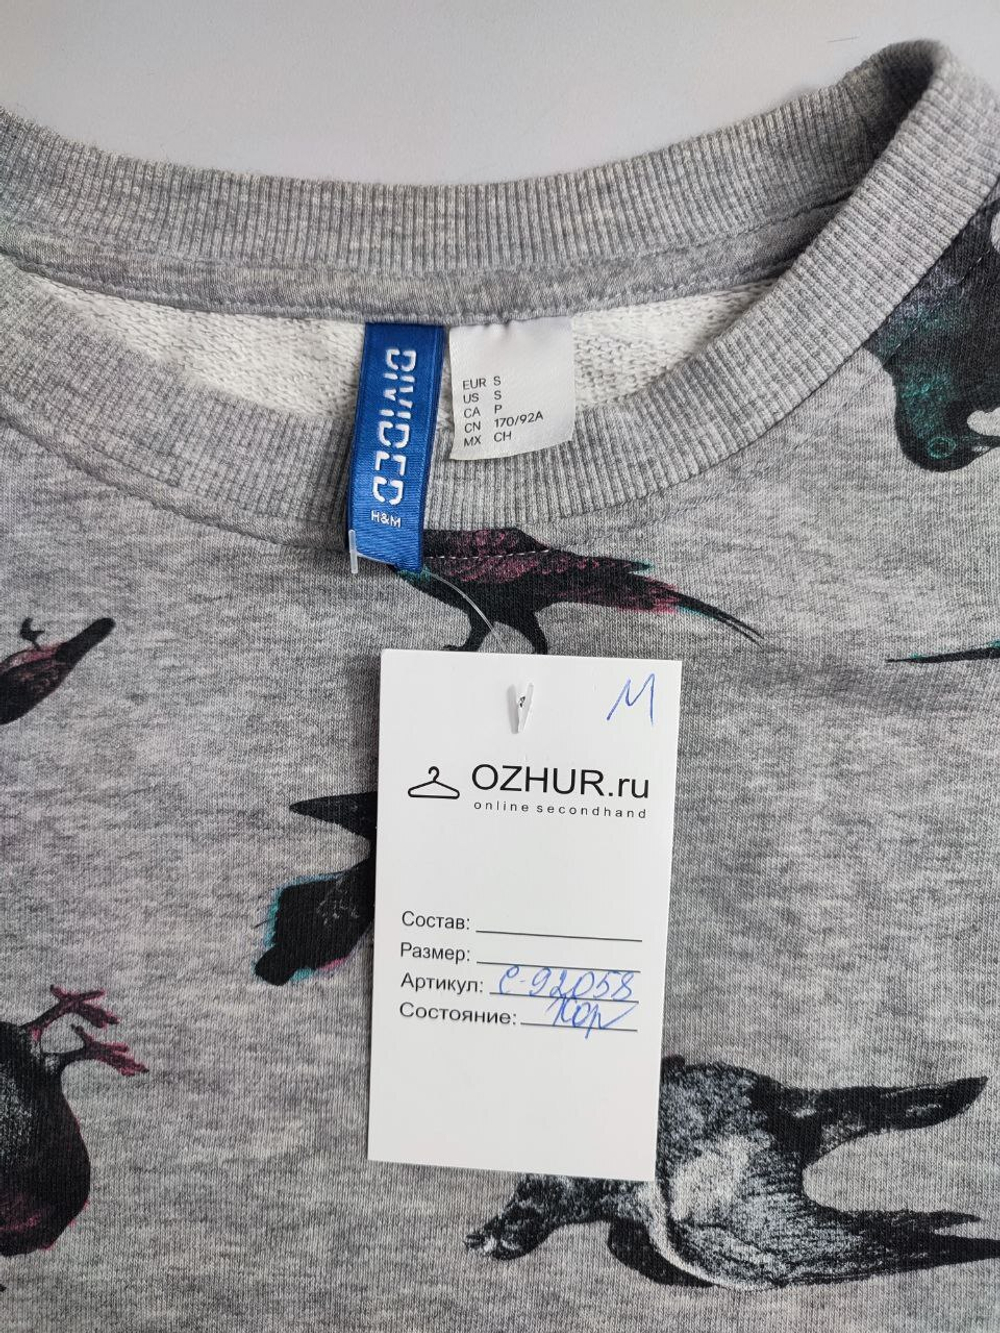 DIVIDED
H&M
EUR S
US S
CA P
CN 170/92A
MX CH
М
OZHUR.ru
online secondhand
Состав:
Размер:
Артикул: С-92058
Состояние: Хор